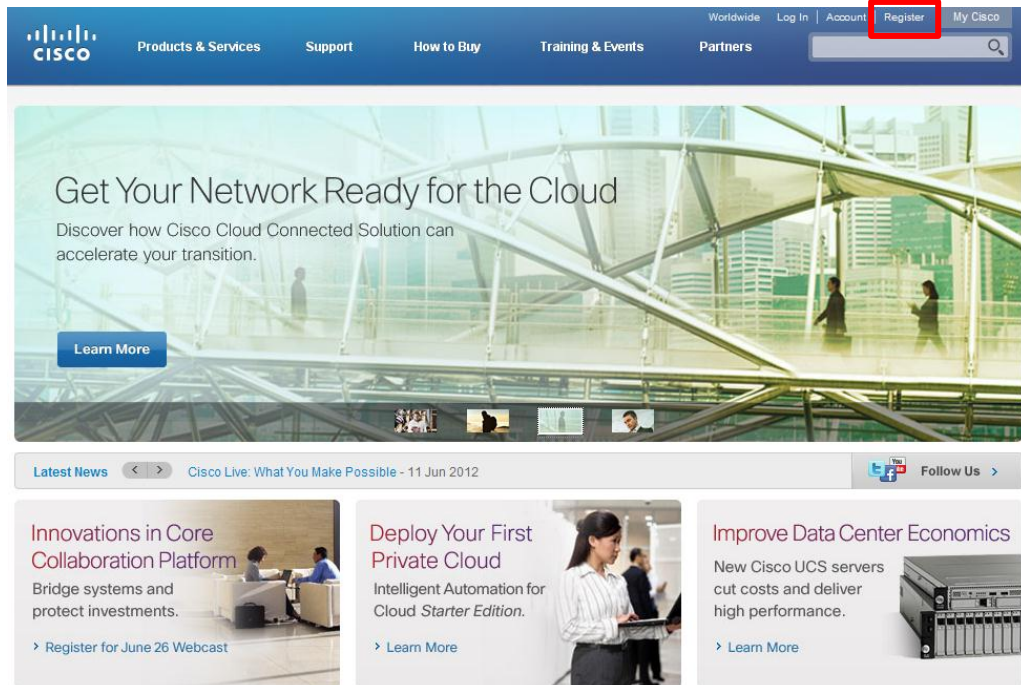 Worldwide Log In Account Register My Cisco
CISCO
Products & Services Support How to Buy Training & Events Partners
Get Your Network Ready for the Cloud
Discover how Cisco Cloud Connected Solution can
accelerate your transition.
Learn More
Latest News Cisco Live: What You Make Possible - 11 Jun 2012
You
Follow Us
Innovations in Core
Collaboration Platform
Bridge systems and
protect investments.
Register for June 26 Webcast
Deploy Your First
Private Cloud
Intelligent Automation for
Cloud Starter Edition.
Learn More
Improve Data Center Economics
New Cisco UCS servers
cut costs and deliver
high performance.
Learn More